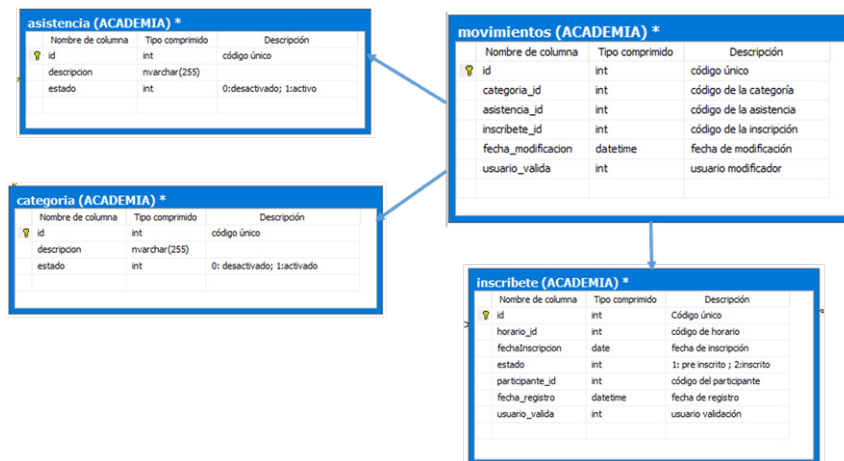 asistencia (ACADEMIA) *
Nombre de columna Tipo comprimido Descripción
id int código único
descripcion nvarchar(255)
estado int 0:desactivado; 1:activo
movimientos (ACADEMIA) *
Nombre de columna Tipo comprimido Descripción
id int código único
categoria_id int código de la categoría
asistencia_id int código de la asistencia
inscribete_id int código de la inscripción
fecha_modificacion datetime fecha de modificación
usuario_valida int usuario modificador
categoria (ACADEMIA) *
Nombre de columna Tipo comprimido Descripción
id int código único
descripcion nvarchar(255)
estado int 0: desactivado; 1:activado
inscribete (ACADEMIA) *
Nombre de columna Tipo comprimido Descripción
id int Código único
horario_id int código de horario
fechaInscripcion date fecha de inscripción
estado int 1: pre inscrito ; 2:inscrito
participante_id int código del participante
fecha_registro datetime fecha de registro
usuario_valida int usuario validación